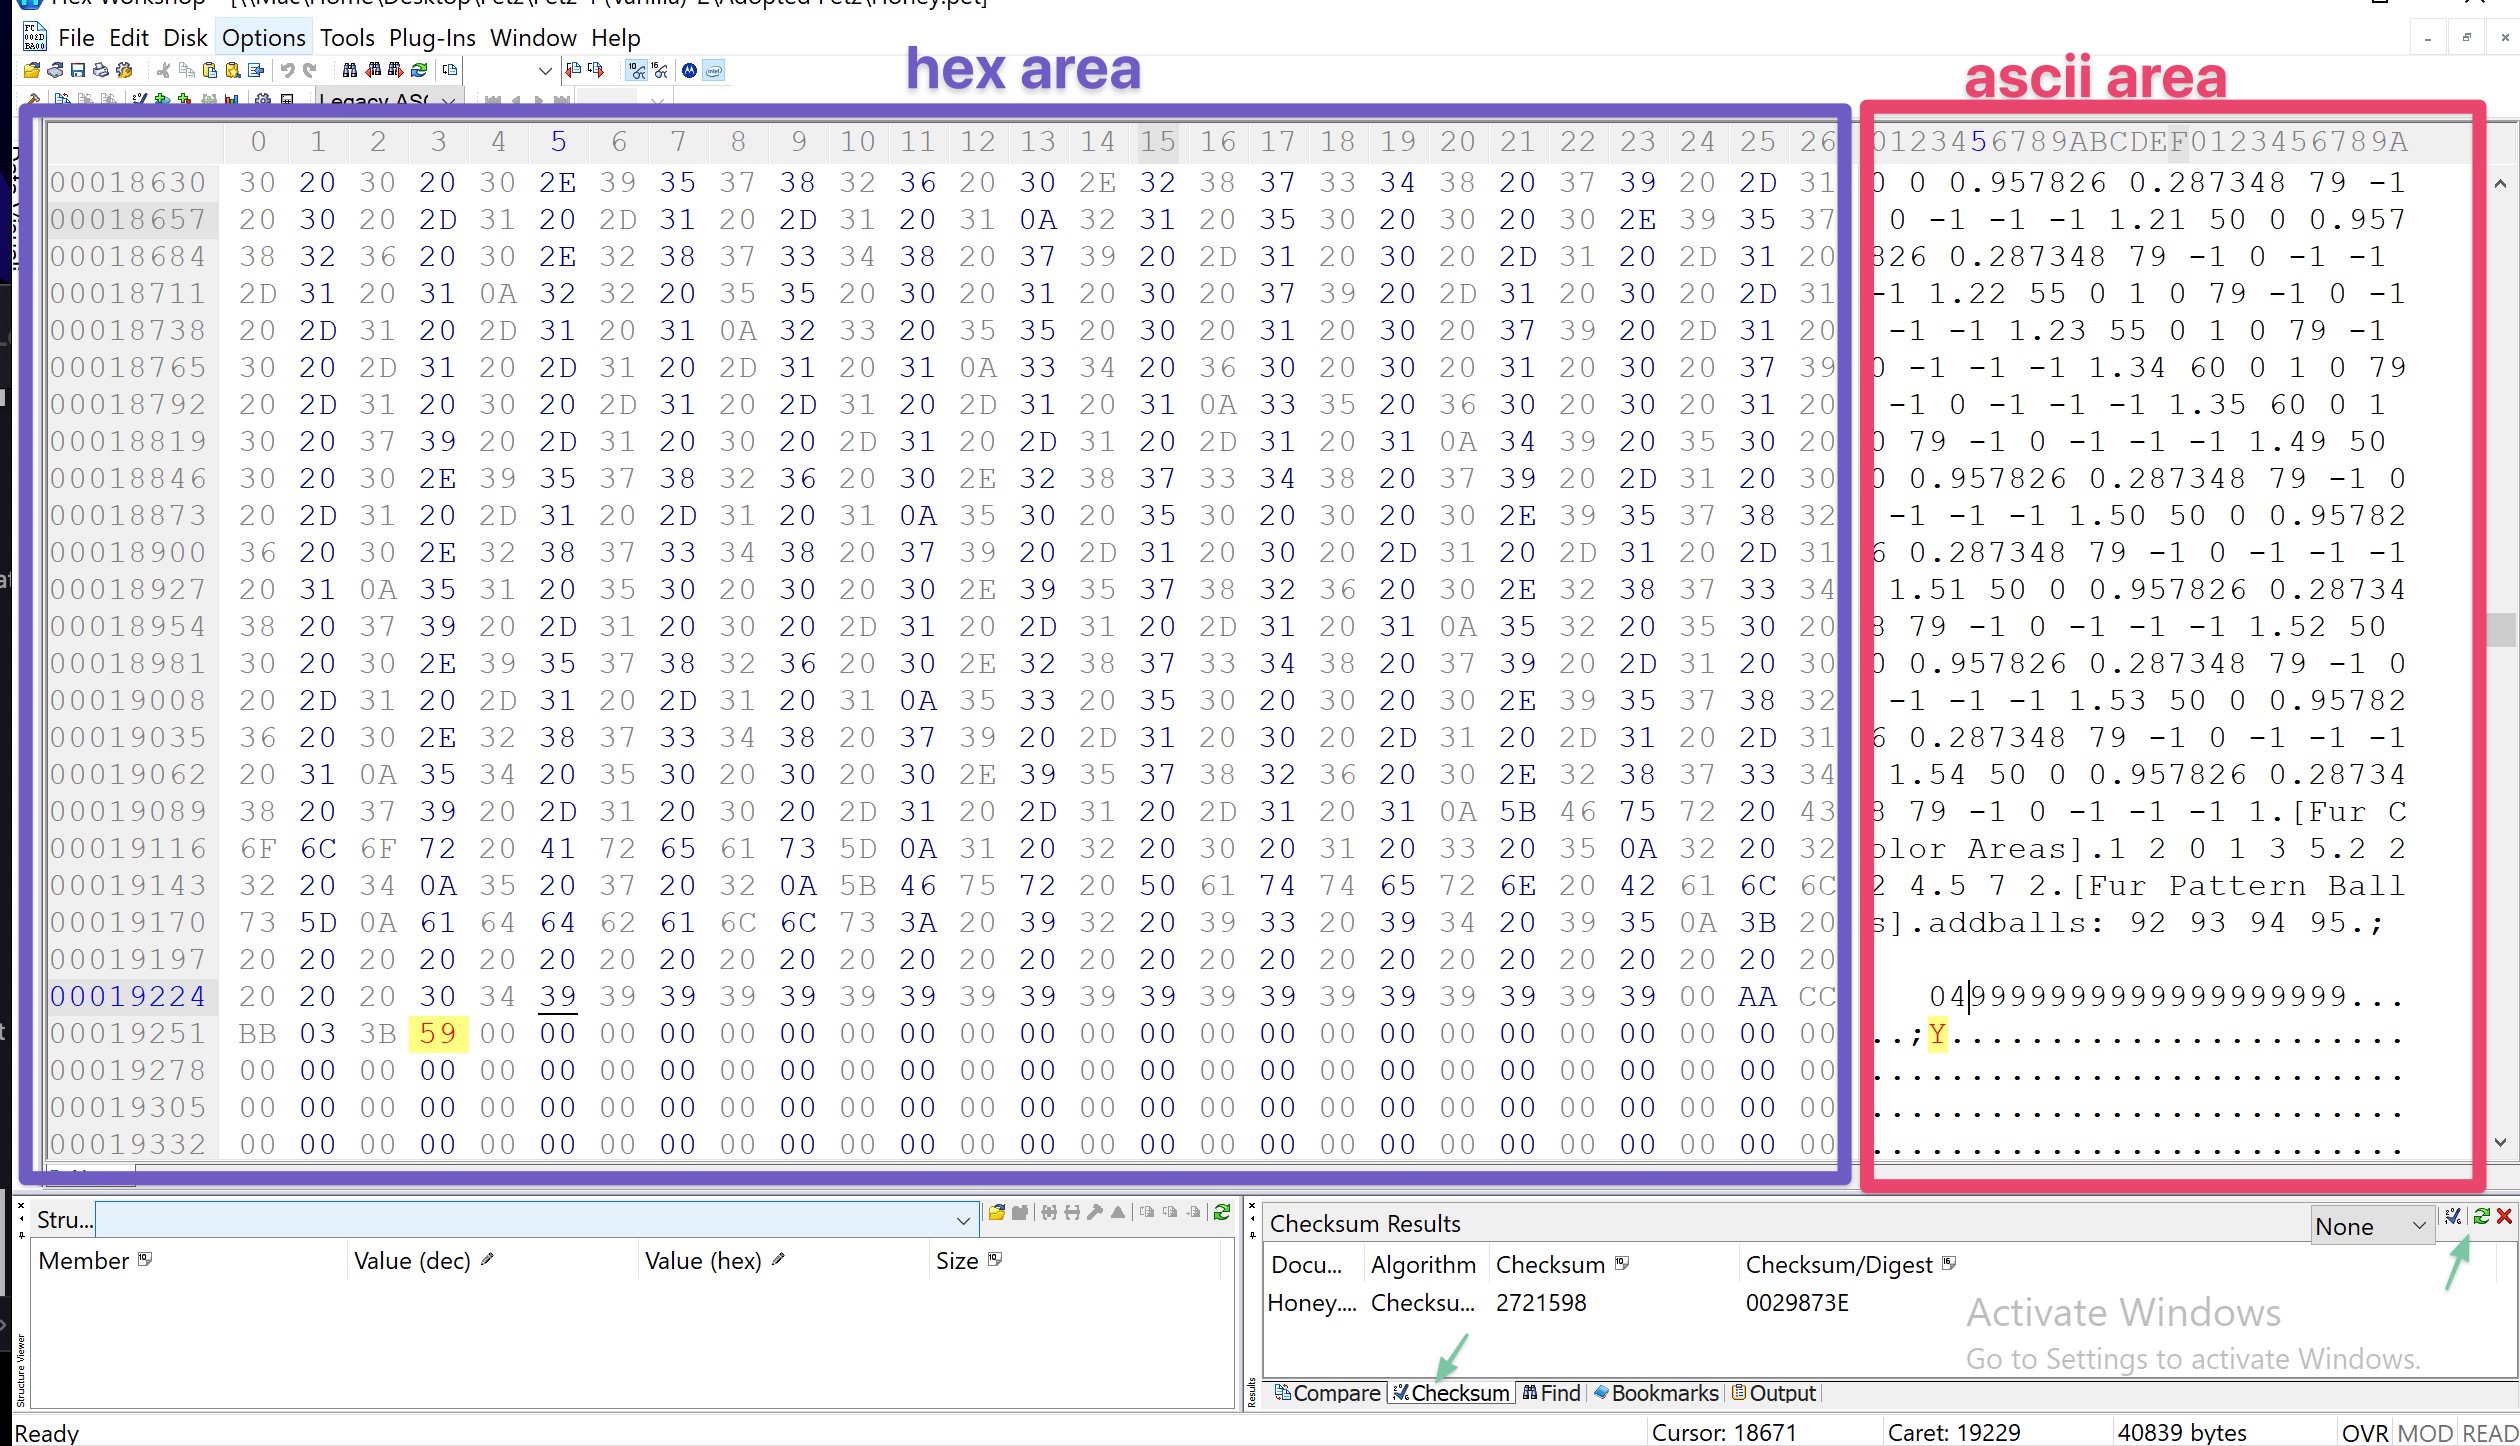 Hex Workshop - [\\Mac\Home\Desktop\Petz\Petz 4 (Vanilla)-2\Adopted Petz\Honey.pet]
File Edit Disk Options Tools Plug-Ins Window Help
hex area
ascii area
Legacy ASC
0 1 2 3 4 5 6 7 8 9 10 11 12 13 14 15 16 17 18 19 20 21 22 23 24 25 26 0123456789ABCDEF0123456789A
00018630 30 20 30 20 30 2E 39 35 37 38 32 36 20 30 2E 32 38 37 33 34 38 20 37 39 20 2D 31 0 0 0.957826 0.287348 79 -1
00018657 20 30 20 2D 31 20 2D 31 20 2D 31 20 31 0A 32 31 20 35 30 20 30 20 30 2E 39 35 37 0 -1 -1 -1 1.21 50 0 0.957
00018684 38 32 36 20 30 2E 32 38 37 33 34 38 20 37 39 20 2D 31 20 30 20 2D 31 20 2D 31 20 826 0.287348 79 -1 0 -1 -1
00018711 2D 31 20 31 0A 32 32 20 35 35 20 30 20 31 20 30 20 37 39 20 2D 31 20 30 20 2D 31 -1 1.22 55 0 1 0 79 -1 0 -1
00018738 20 2D 31 20 2D 31 20 31 0A 32 33 20 35 35 20 30 20 31 20 30 20 37 39 20 2D 31 20 -1 -1 1.23 55 0 1 0 79 -1
00018765 30 20 2D 31 20 2D 31 20 2D 31 20 31 0A 33 34 20 36 30 20 30 20 31 20 30 20 37 39 0 -1 -1 -1 1.34 60 0 1 0 79
00018792 20 2D 31 20 30 20 2D 31 20 2D 31 20 2D 31 20 31 0A 33 35 20 36 30 20 30 20 31 20 -1 0 -1 -1 -1 1.35 60 0 1
00018819 30 20 37 39 20 2D 31 20 30 20 2D 31 20 2D 31 20 2D 31 20 31 0A 34 39 20 35 30 20 0 79 -1 0 -1 -1 -1 1.49 50
00018846 30 20 30 2E 39 35 37 38 32 36 20 30 2E 32 38 37 33 34 38 20 37 39 20 2D 31 20 30 0 0.957826 0.287348 79 -1 0
00018873 20 2D 31 20 2D 31 20 2D 31 20 31 0A 35 30 20 35 30 20 30 20 30 2E 39 35 37 38 32 -1 -1 -1 1.50 50 0 0.95782
00018900 36 20 30 2E 32 38 37 33 34 38 20 37 39 20 2D 31 20 30 20 2D 31 20 2D 31 20 2D 31 6 0.287348 79 -1 0 -1 -1 -1
00018927 20 31 0A 35 31 20 35 30 20 30 20 30 2E 39 35 37 38 32 36 20 30 2E 32 38 37 33 34 1.51 50 0 0.957826 0.28734
00018954 38 20 37 39 20 2D 31 20 30 20 2D 31 20 2D 31 20 2D 31 20 31 0A 35 32 20 35 30 20 8 79 -1 0 -1 -1 -1 1.52 50
00018981 30 20 30 2E 39 35 37 38 32 36 20 30 2E 32 38 37 33 34 38 20 37 39 20 2D 31 20 30 0 0.957826 0.287348 79 -1 0
00019008 20 2D 31 20 2D 31 20 2D 31 20 31 0A 35 33 20 35 30 20 30 20 30 2E 39 35 37 38 32 -1 -1 -1 1.53 50 0 0.95782
00019035 36 20 30 2E 32 38 37 33 34 38 20 37 39 20 2D 31 20 30 20 2D 31 20 2D 31 20 2D 31 6 0.287348 79 -1 0 -1 -1 -1
00019062 20 31 0A 35 34 20 35 30 20 30 20 30 2E 39 35 37 38 32 36 20 30 2E 32 38 37 33 34 1.54 50 0 0.957826 0.28734
00019089 38 20 37 39 20 2D 31 20 30 20 2D 31 20 2D 31 20 2D 31 20 31 0A 5B 46 75 72 20 43 8 79 -1 0 -1 -1 -1 1.[Fur C
00019116 6F 6C 6F 72 20 41 72 65 61 73 5D 0A 31 20 32 20 30 20 31 20 33 20 35 0A 32 20 32 olor Areas].1 2 0 1 3 5.2 2
00019143 32 20 34 0A 35 20 37 20 32 0A 5B 46 75 72 20 50 61 74 74 65 72 6E 20 42 61 6C 6C 2 4.5 7 2.[Fur Pattern Ball
00019170 73 5D 0A 61 64 64 62 61 6C 6C 73 3A 20 39 32 20 39 33 20 39 34 20 39 35 0A 3B 20 s].addballs: 92 93 94 95.;
00019197 20 20 20 20 20 20 20 20 20 20 20 20 20 20 20 20 20 20 20 20 20 20 20 20 20 20 20
00019224 20 20 20 30 34 39 39 39 39 39 39 39 39 39 39 39 39 39 39 39 39 39 39 39 00 AA CC 049999999999999999999...
00019251 BB 03 3B 59 00 00 00 00 00 00 00 00 00 00 00 00 00 00 00 00 00 00 00 00 00 00 00 ..;Y.......................
00019278 00 00 00 00 00 00 00 00 00 00 00 00 00 00 00 00 00 00 00 00 00 00 00 00 00 00 00 ...........................
00019305 00 00 00 00 00 00 00 00 00 00 00 00 00 00 00 00 00 00 00 00 00 00 00 00 00 00 00 ...........................
00019332 00 00 00 00 00 00 00 00 00 00 00 00 00 00 00 00 00 00 00 00 00 00 00 00 00 00 00 ...........................
Stru...
Member Value (dec) Value (hex) Size
Structure Viewer
Checksum Results None
Docu... Algorithm Checksum Checksum/Digest
Honey.... Checksu... 2721598 0029873E
Activate Windows
Go to Settings to activate Windows.
Results
Compare Checksum Find Bookmarks Output
Ready Cursor: 18671 Caret: 19229 40839 bytes OVR MOD READ